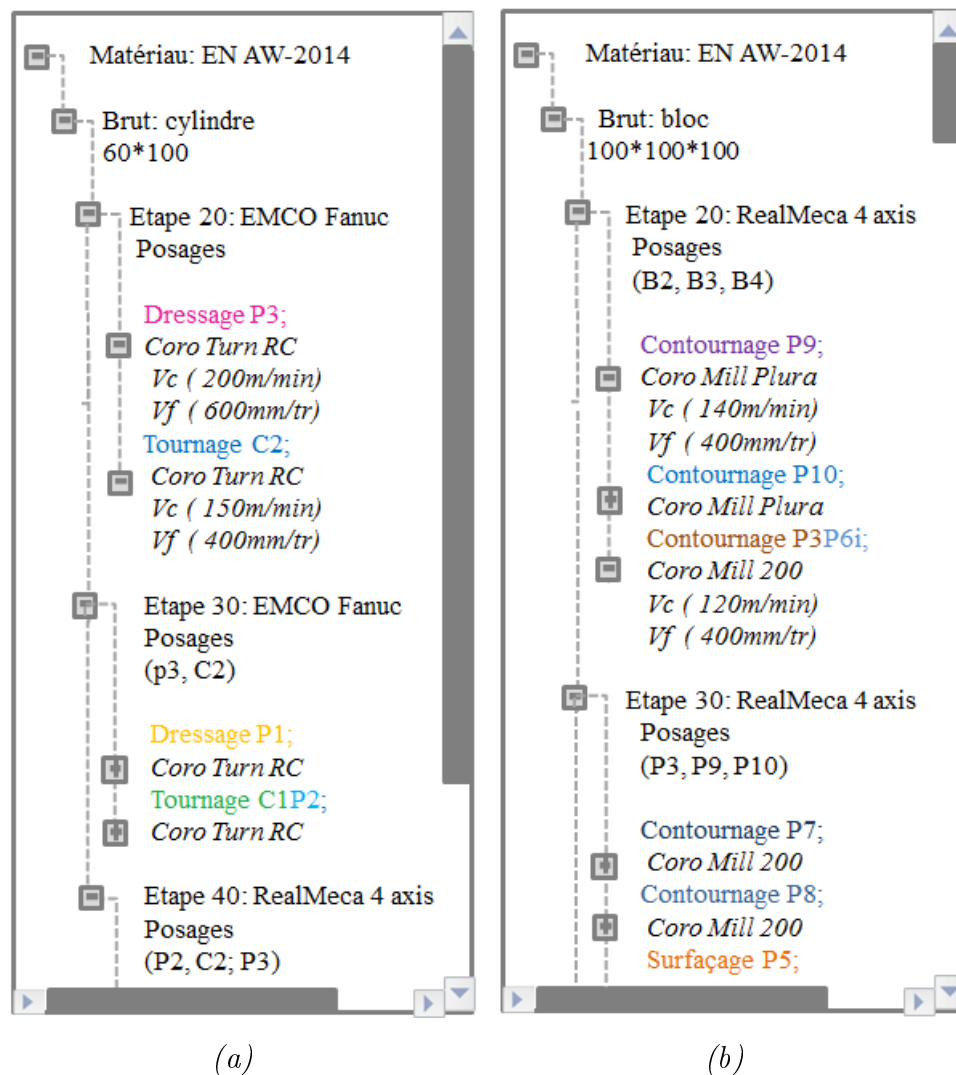 Matériau: EN AW-2014
Brut: cylindre
60*100
Etape 20: EMCO Fanuc
Posages
Dressage P3;
Coro Turn RC
Vc ( 200m/min)
Vf ( 600mm/tr)
Tournage C2;
Coro Turn RC
Vc ( 150m/min)
Vf ( 400mm/tr)
Etape 30: EMCO Fanuc
Posages
(p3, C2)
Dressage P1;
Coro Turn RC
Tournage C1P2;
Coro Turn RC
Etape 40: RealMeca 4 axis
Posages
(P2, C2; P3)
(a)
Matériau: EN AW-2014
Brut: bloc
100*100*100
Etape 20: RealMeca 4 axis
Posages
(B2, B3, B4)
Contournage P9;
Coro Mill Plura
Vc ( 140m/min)
Vf ( 400mm/tr)
Contournage P10;
Coro Mill Plura
Contournage P3P6i;
Coro Mill 200
Vc ( 120m/min)
Vf ( 400mm/tr)
Etape 30: RealMeca 4 axis
Posages
(P3, P9, P10)
Contournage P7;
Coro Mill 200
Contournage P8;
Coro Mill 200
Surfaçage P5;
(b)